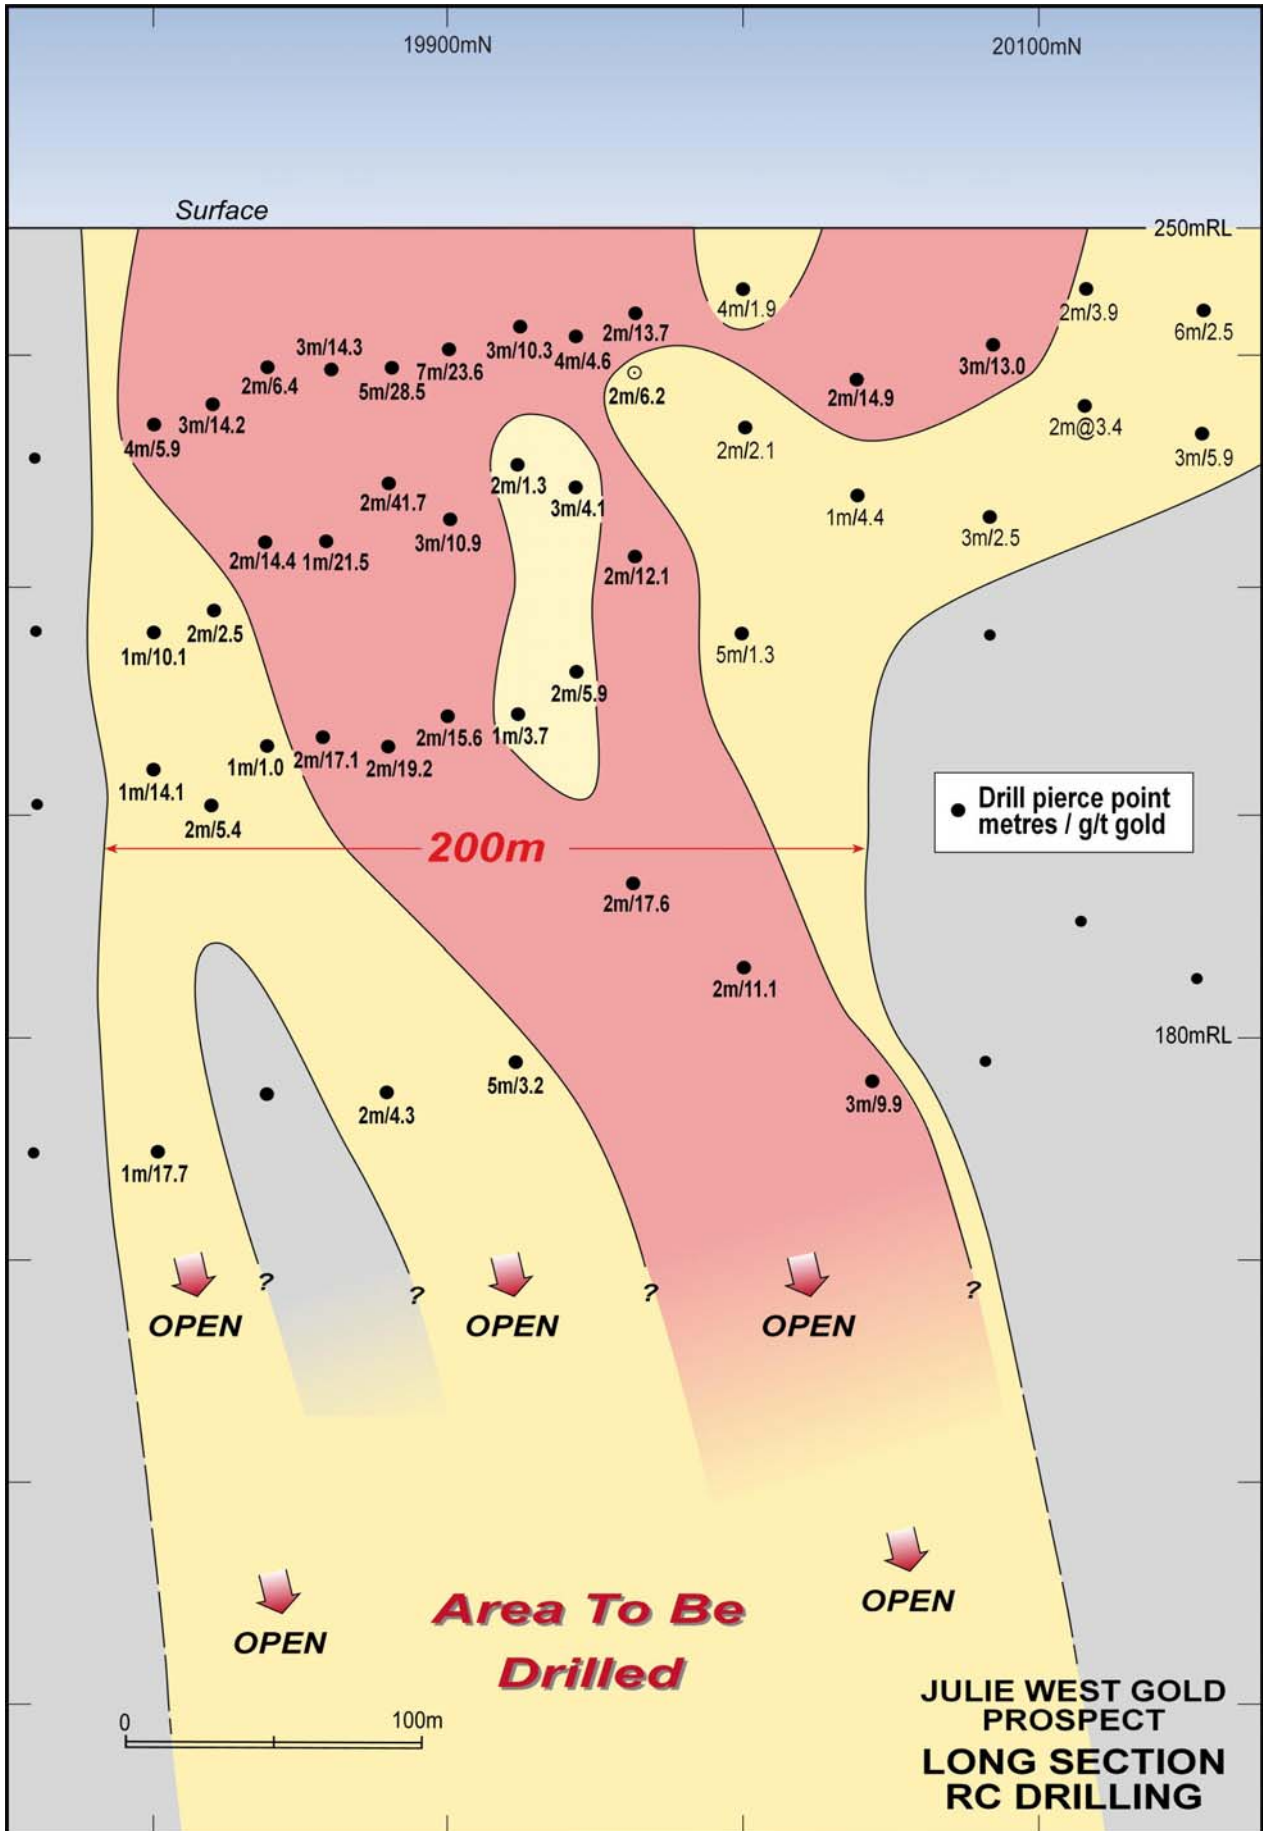 19900mN
20100mN
Surface
250mRL
4m/1.9
2m/3.9
6m/2.5
2m/13.7
3m/10.3
4m/4.6
3m/14.3
7m/23.6
2m/6.4
5m/28.5
3m/13.0
2m/6.2
2m/14.9
3m/14.2
2m@3.4
4m/5.9
2m/2.1
3m/5.9
2m/1.3
2m/41.7
3m/4.1
1m/4.4
3m/10.9
3m/2.5
2m/14.4
1m/21.5
2m/12.1
2m/2.5
1m/10.1
5m/1.3
2m/5.9
2m/15.6
1m/3.7
1m/1.0
2m/17.1
2m/19.2
1m/14.1
2m/5.4
Drill pierce point
metres / g/t gold
200m
2m/17.6
2m/11.1
180mRL
5m/3.2
3m/9.9
2m/4.3
1m/17.7
? ? ? ?
OPEN OPEN OPEN
OPEN
OPEN
Area To Be
Drilled
JULIE WEST GOLD
PROSPECT
LONG SECTION
RC DRILLING
0 100m